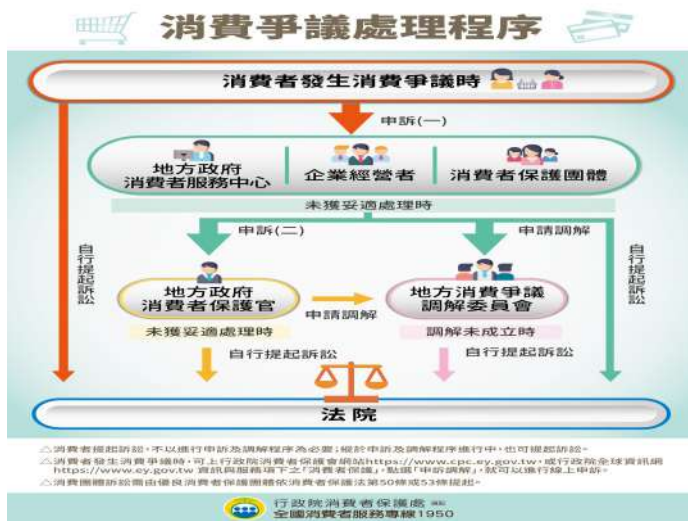 消費爭議處理程序
消費者發生消費爭議時
申訴(一)
地方政府
消費者服務中心
企業經營者
消費者保護團體
未獲妥適處理時
自行提起訴訟
申訴(二)
申請調解
自行提起訴訟
地方政府
消費者保護官
申請調解
地方消費爭議
調解委員會
未獲妥適處理時
調解未成立時
自行提起訴訟
自行提起訴訟
法院
△消費者提起訴訟,不以進行申訴及調解程序為必要;縱於申訴及調解程序進行中,也可提起訴訟。
△消費者發生消費爭議時,可上行政院消費者保護會網站https://www.cpc.ey.gov.tw,或行政院全球資訊網
https://www.ey.gov.tw 資訊與服務項下之「消費者保護」,點選「申訴調解」,就可以進行線上申訴。
△消費團體訴訟需由優良消費者保護團體依消費者保護法第50條或53條提起。
行政院消費者保護處
全國消費者服務專線1950